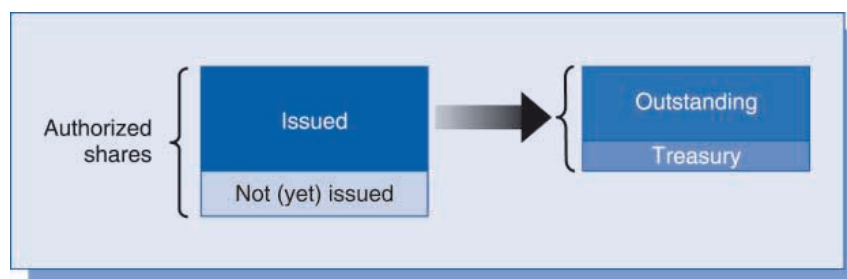 Authorized
shares
Issued
Not (yet) issued
Outstanding
Treasury